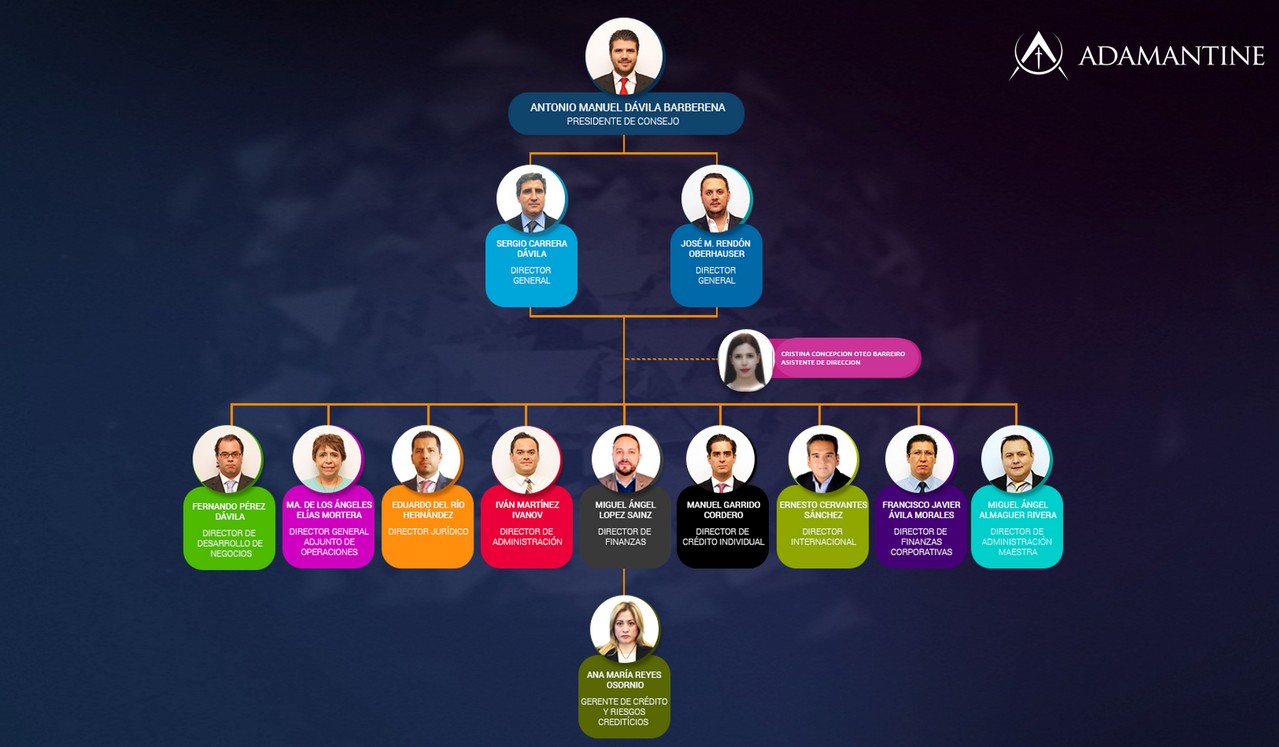 ADAMANTINE
ANTONIO MANUEL DÁVILA BARBERENA
PRESIDENTE DE CONSEJO
SERGIO CARRERA
DÁVILA
DIRECTOR
GENERAL
JOSÉ M. RENDÓN
OBERHAUSER
DIRECTOR
GENERAL
CRISTINA CONCEPCION OTEO BARREIRO
ASISTENTE DE DIRECCION
FERNANDO PÉREZ
DÁVILA
DIRECTOR DE
DESARROLLO DE
NEGOCIOS
MA. DE LOS ÁNGELES
ELÍAS MORTERA
DIRECTOR GENERAL
ADJUNTO DE
OPERACIONES
EDUARDO DEL RÍO
HERNÁNDEZ
DIRECTOR JURÍDICO
IVÁN MARTÍNEZ
IVANOV
DIRECTOR DE
ADMINISTRACIÓN
MIGUEL ÁNGEL
LOPEZ SAINZ
DIRECTOR DE
FINANZAS
MANUEL GARRIDO
CORDERO
DIRECTOR DE
CRÉDITO INDIVIDUAL
ERNESTO CERVANTES
SÁNCHEZ
DIRECTOR
INTERNACIONAL
FRANCISCO JAVIER
ÁVILA MORALES
DIRECTOR DE
FINANZAS
CORPORATIVAS
MIGUEL ÁNGEL
ALMAGUER RIVERA
DIRECTOR DE
ADMINISTRACIÓN
MAESTRA
ANA MARÍA REYES
OSORNIO
GERENTE DE CRÉDITO
Y RIESGOS
CREDITÍCIOS